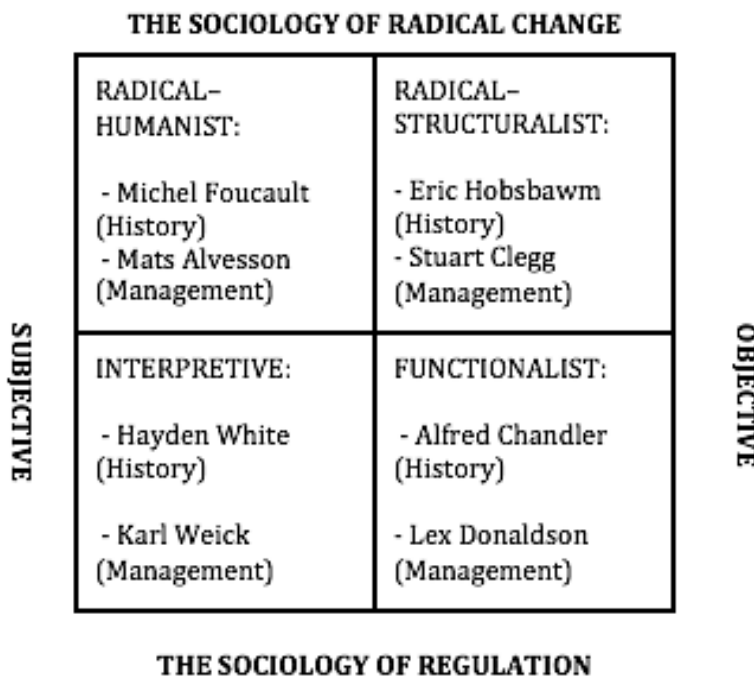 THE SOCIOLOGY OF RADICAL CHANGE
RADICAL–
HUMANIST:
- Michel Foucault
(History)
- Mats Alvesson
(Management)
RADICAL–
STRUCTURALIST:
- Eric Hobsbawm
(History)
- Stuart Clegg
(Management)
SUBJECTIVE
OBJECTIVE
INTERPRETIVE:
- Hayden White
(History)
- Karl Weick
(Management)
FUNCTIONALIST:
- Alfred Chandler
(History)
- Lex Donaldson
(Management)
THE SOCIOLOGY OF REGULATION